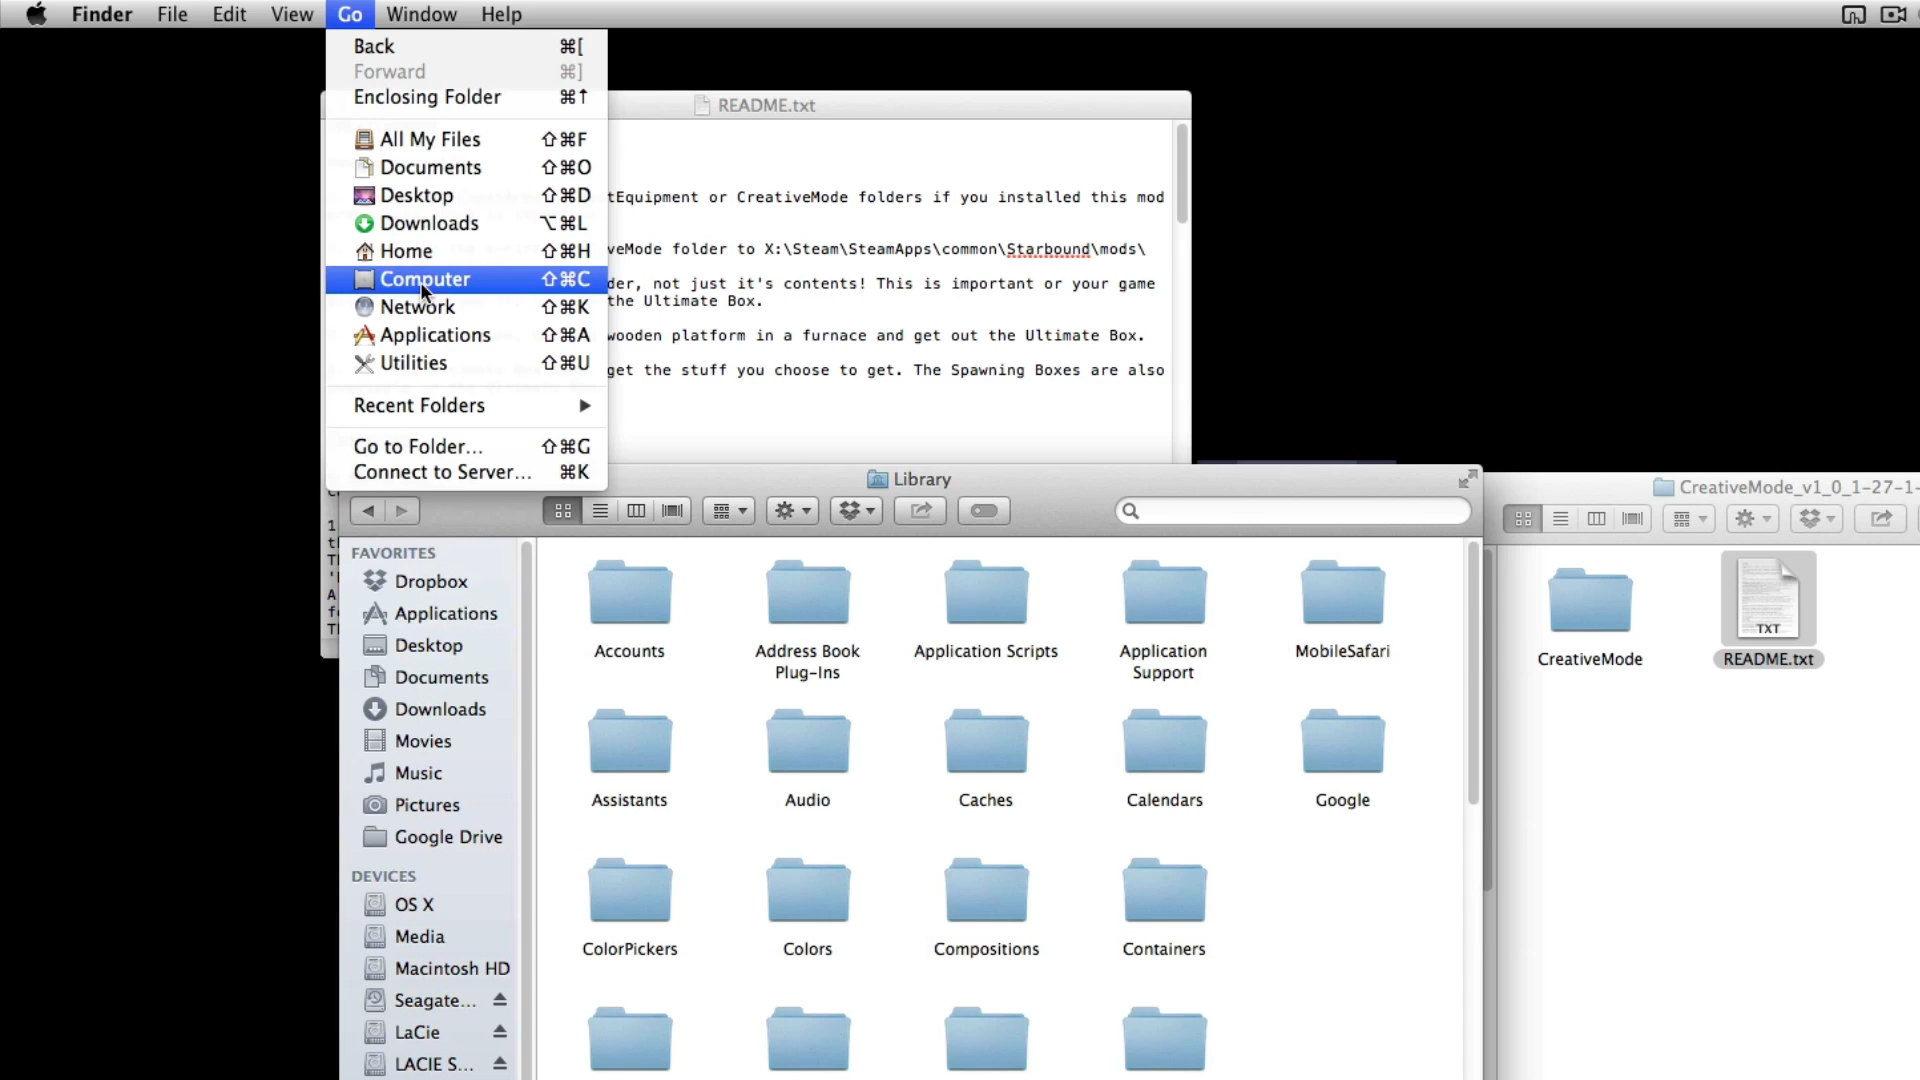 Finder File Edit View Go Window Help
Back ⌘[
Forward ⌘]
Enclosing Folder ⌘↑
All My Files ⇧⌘F
Documents ⇧⌘O
Desktop ⇧⌘D
Downloads ⌥⌘L
Home ⇧⌘H
Computer ⇧⌘C
Network ⇧⌘K
Applications ⇧⌘A
Utilities ⇧⌘U
Recent Folders ▶
Go to Folder... ⇧⌘G
Connect to Server... ⌘K
README.txt
tEquipment or CreativeMode folders if you installed this mod
veMode folder to X:\Steam\SteamApps\common\Starbound\mods\
der, not just it's contents! This is important or your game
the Ultimate Box.
wooden platform in a furnace and get out the Ultimate Box.
get the stuff you choose to get. The Spawning Boxes are also
Library
FAVORITES
Dropbox
Applications
Desktop
Documents
Downloads
Movies
Music
Pictures
Google Drive
DEVICES
OS X
Media
Macintosh HD
Seagate...
LaCie
LACIE S...
Accounts
Address Book
Plug-Ins
Application Scripts
Application
Support
MobileSafari
Assistants
Audio
Caches
Calendars
Google
ColorPickers
Colors
Compositions
Containers
CreativeMode_v1_0_1-27-1-
CreativeMode
TXT
README.txt